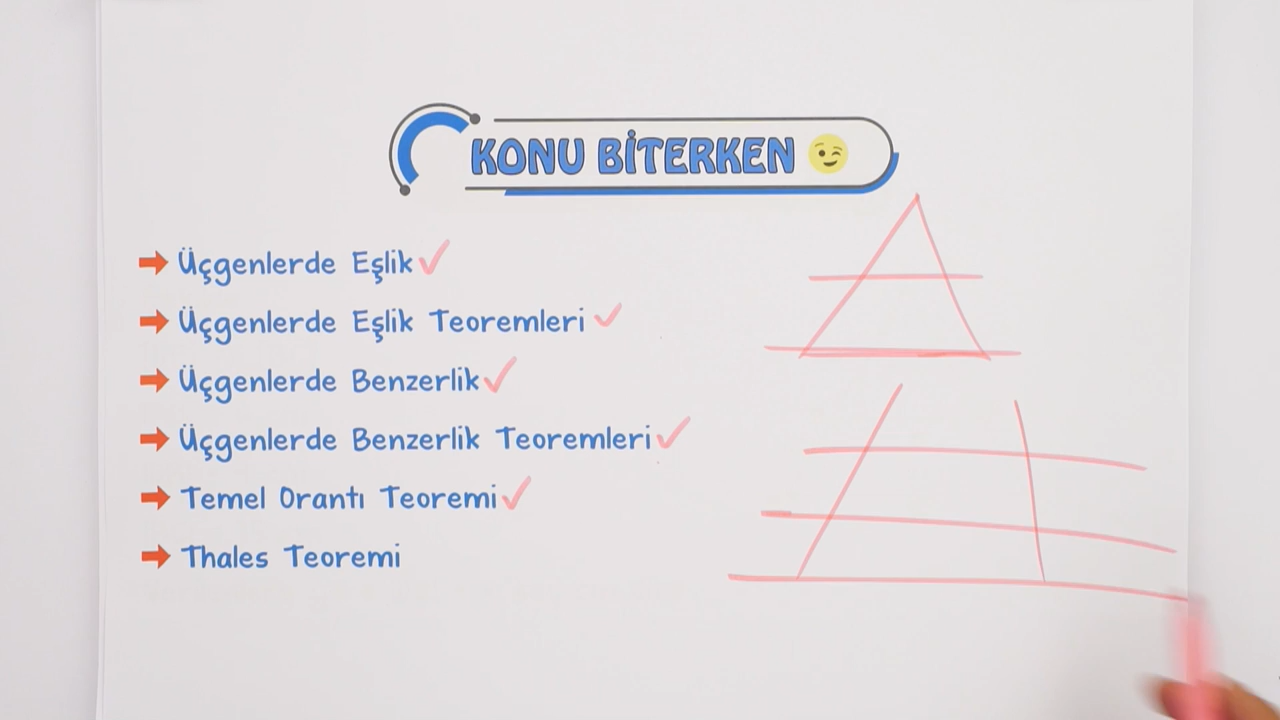 KONU BİTERKEN
Üçgenlerde Eşlik
Üçgenlerde Eşlik Teoremleri
Üçgenlerde Benzerlik
Üçgenlerde Benzerlik Teoremleri
Temel Orantı Teoremi
Thales Teoremi